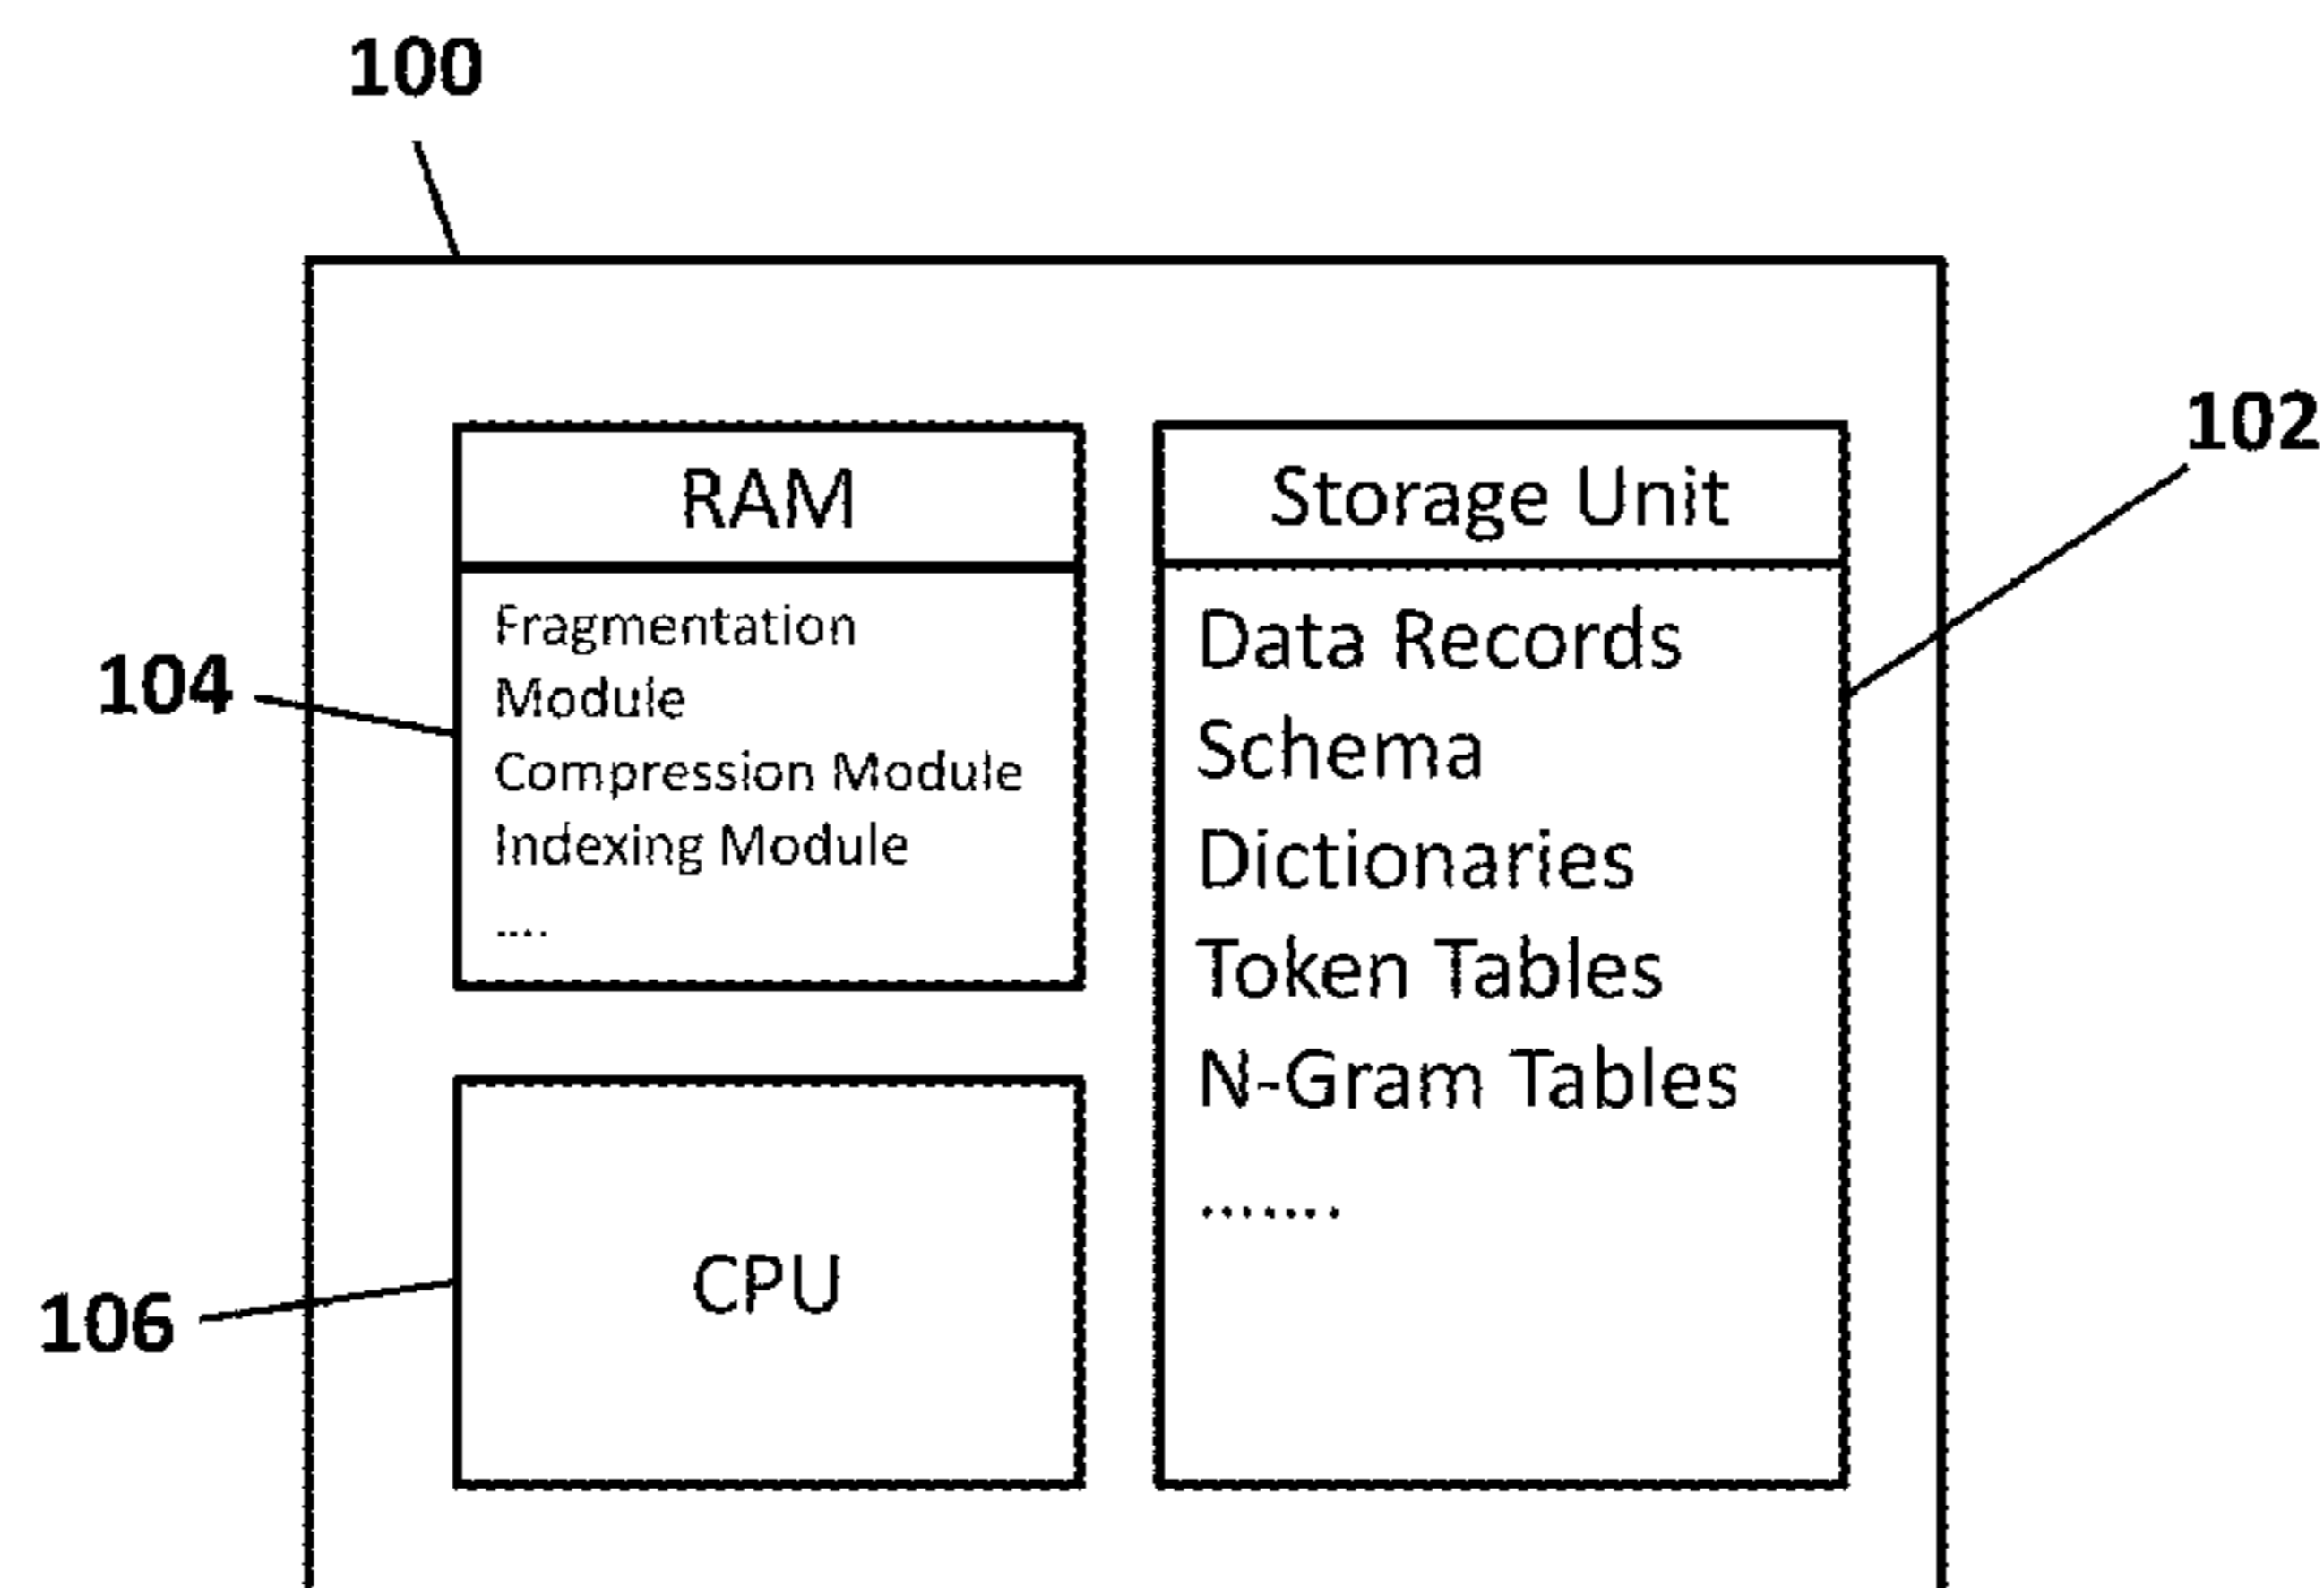 100
102
RAM
Fragmentation
Module
Compression Module
Indexing Module
....
104
Storage Unit
Data Records
Schema
Dictionaries
Token Tables
N-Gram Tables
.......
CPU
106